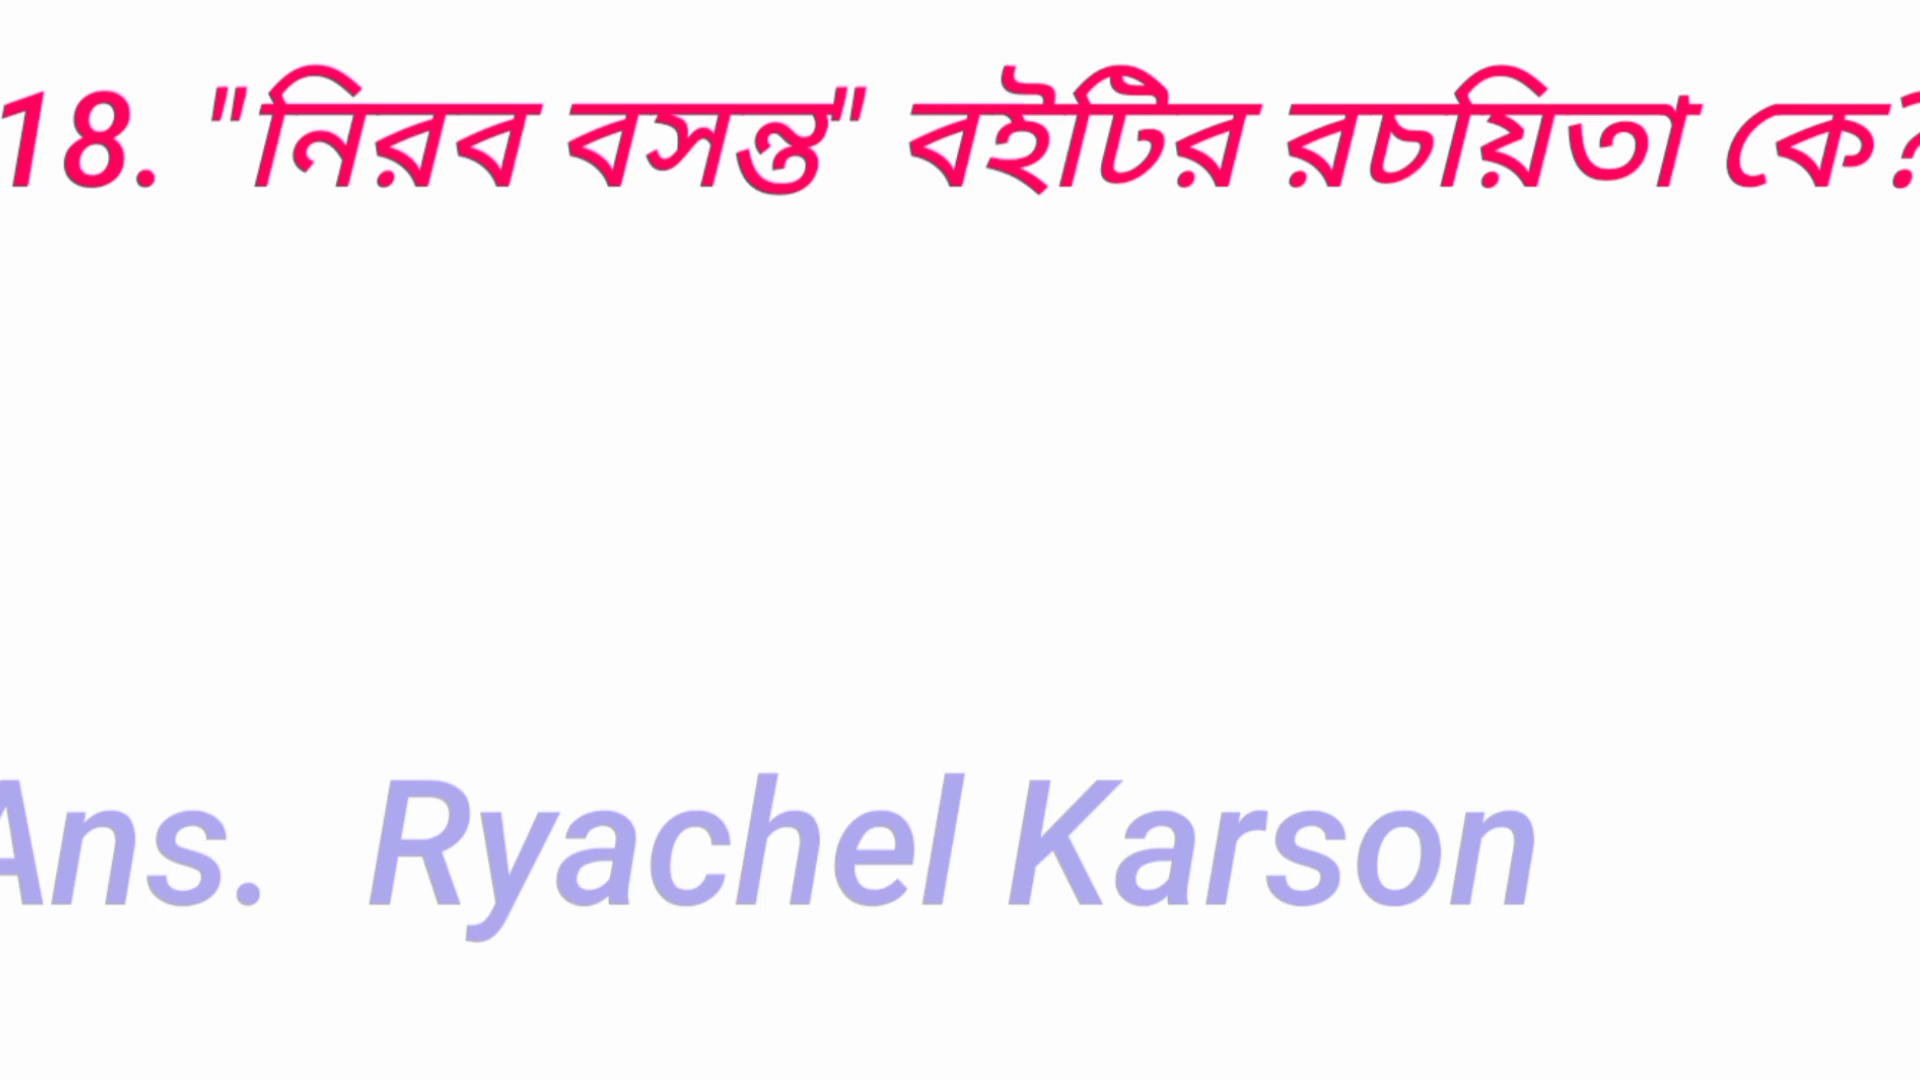 18. "নিরব বসন্ত" বইটির রচয়িতা কে?
Ans. Ryachel Karson